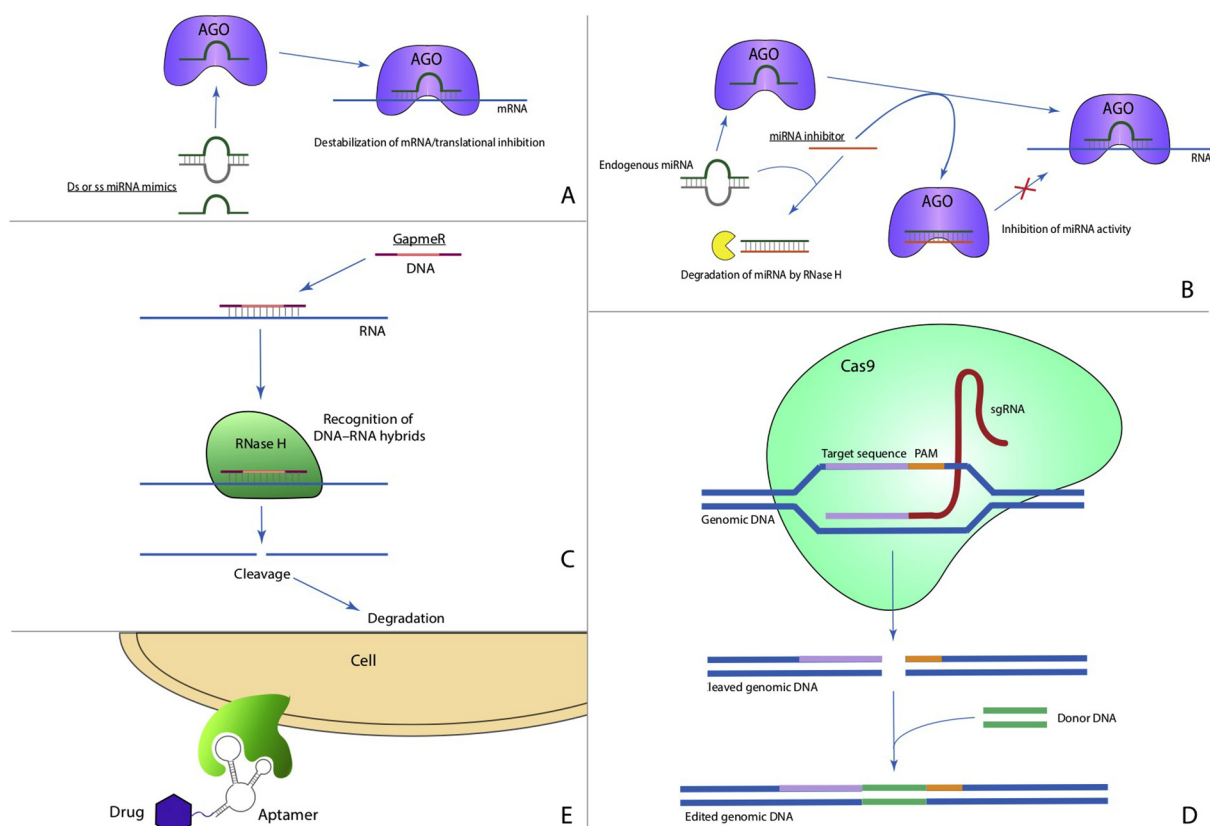 AGO
AGO
mRNA
Destabilization of mRNA/translational inhibition
Ds or ss miRNA mimics
A
AGO
miRNA inhibitor
AGO
Endogenous miRNA
RNA
AGO
Inhibition of miRNA activity
Degradation of miRNA by RNase H
B
GapmeR
DNA
RNA
Recognition of
DNA–RNA hybrids
RNase H
Cleavage
C
Degradation
Cas9
sgRNA
Target sequence PAM
Genomic DNA
leaved genomic DNA
Donor DNA
Edited genomic DNA
D
Cell
Drug
Aptamer
E